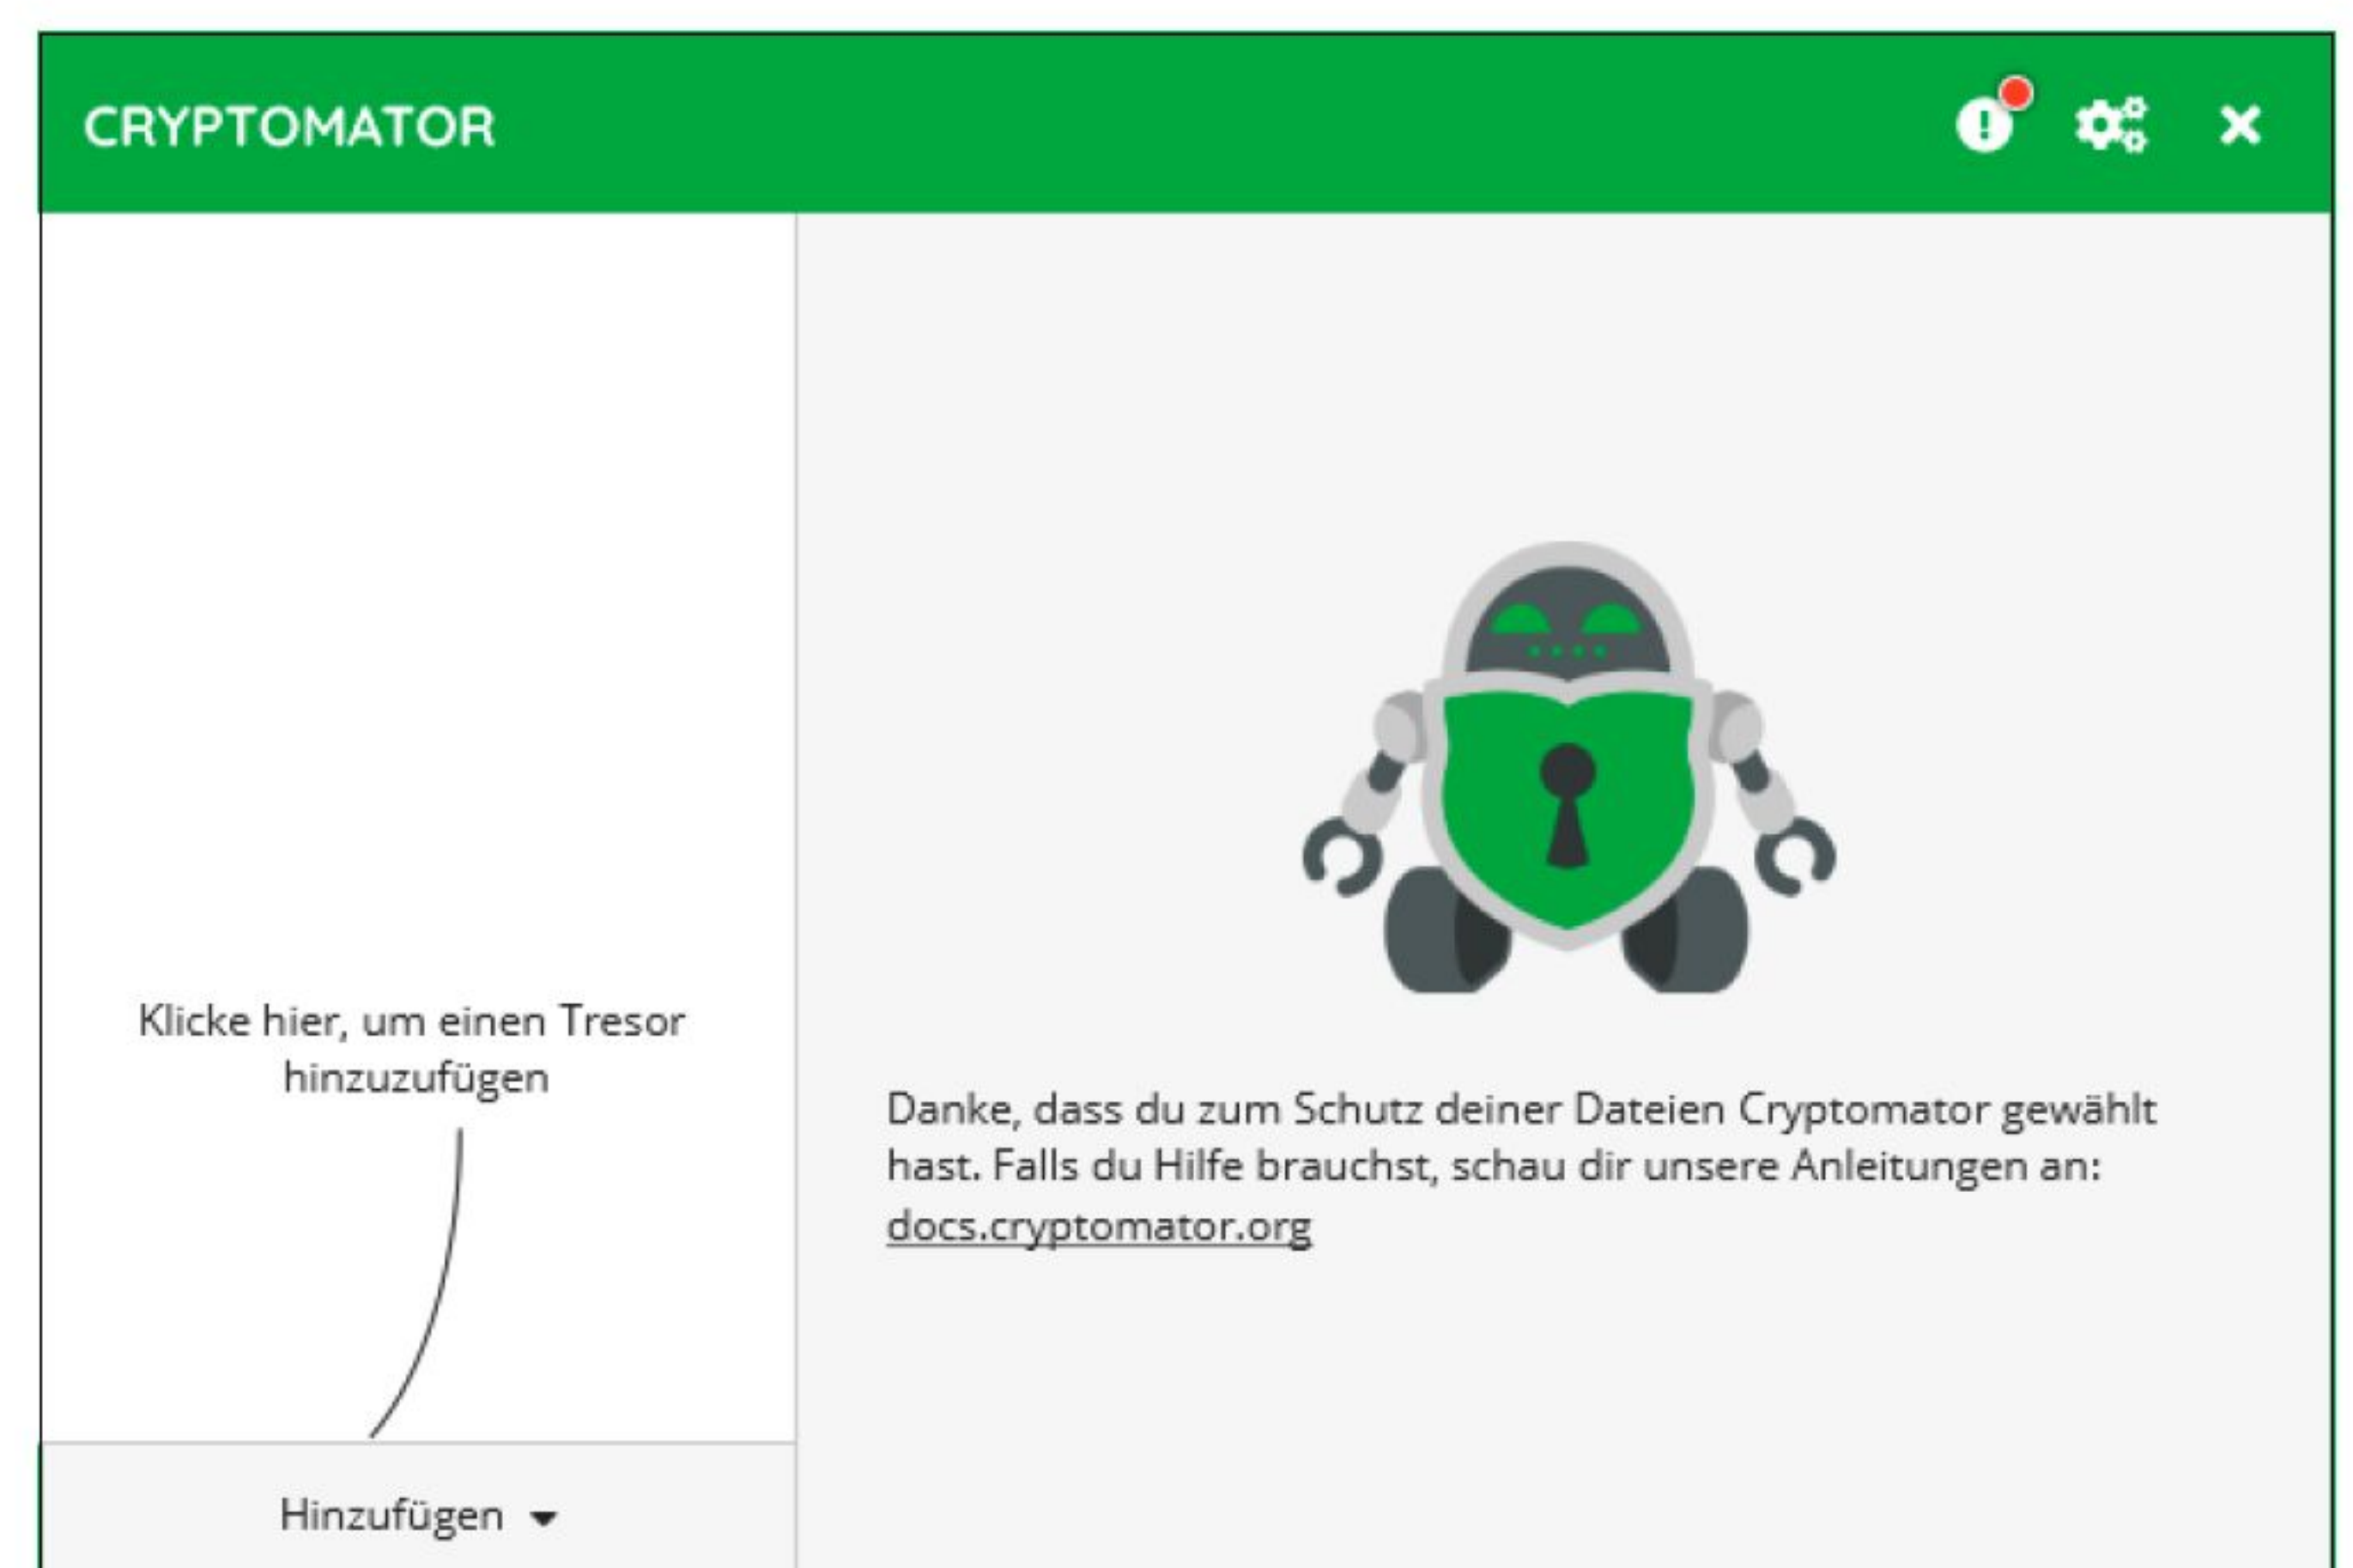 CRYPTOMATOR
Klicke hier, um einen Tresor
hinzuzufügen
Hinzufügen
Danke, dass du zum Schutz deiner Dateien Cryptomator gewählt
hast. Falls du Hilfe brauchst, schau dir unsere Anleitungen an:
docs.cryptomator.org